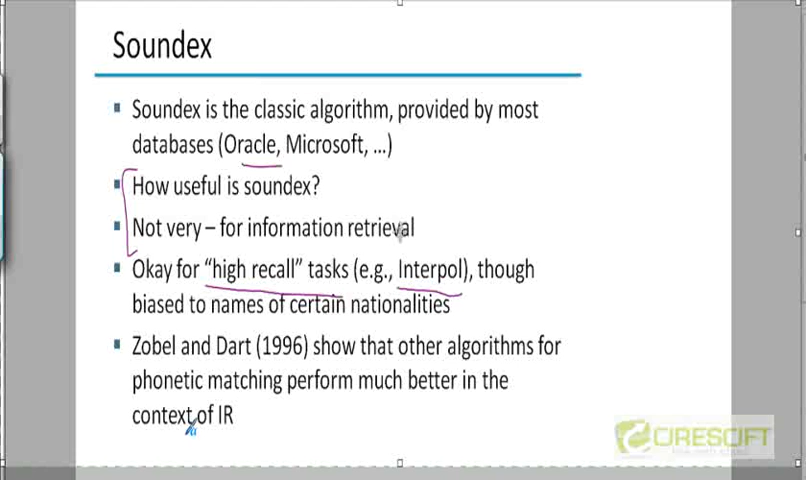 Soundex
Soundex is the classic algorithm, provided by most
databases (Oracle, Microsoft, …)
How useful is soundex?
Not very – for information retrieval
Okay for “high recall” tasks (e.g., Interpol), though
biased to names of certain nationalities
Zobel and Dart (1996) show that other algorithms for
phonetic matching perform much better in the
context of IR
CIRESOFT